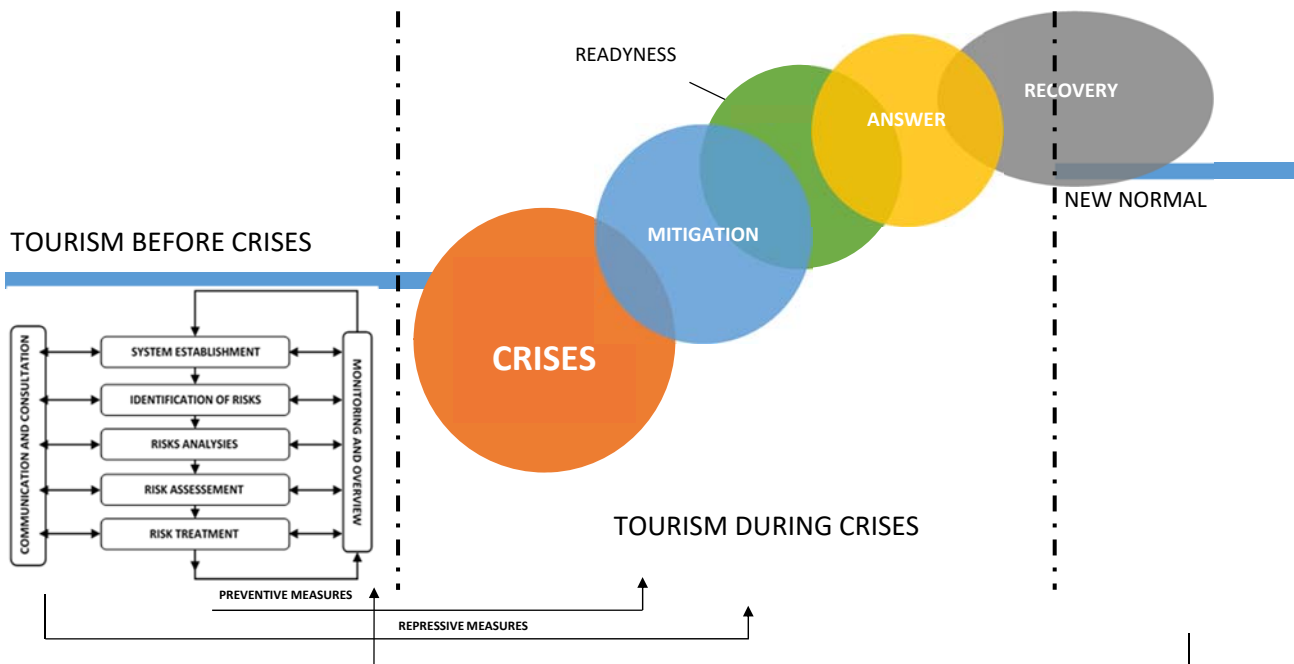 READYNESS
RECOVERY
ANSWER
NEW NORMAL
MITIGATION
TOURISM BEFORE CRISES
CRISES
COMMUNICATION AND CONSULTATION
SYSTEM ESTABLISHMENT
IDENTIFICATION OF RISKS
RISKS ANALYSIES
RISK ASSESSEMENT
RISK TREATMENT
MONITORING AND OVERVIEW
TOURISM DURING CRISES
PREVENTIVE MEASURES
REPRESSIVE MEASURES